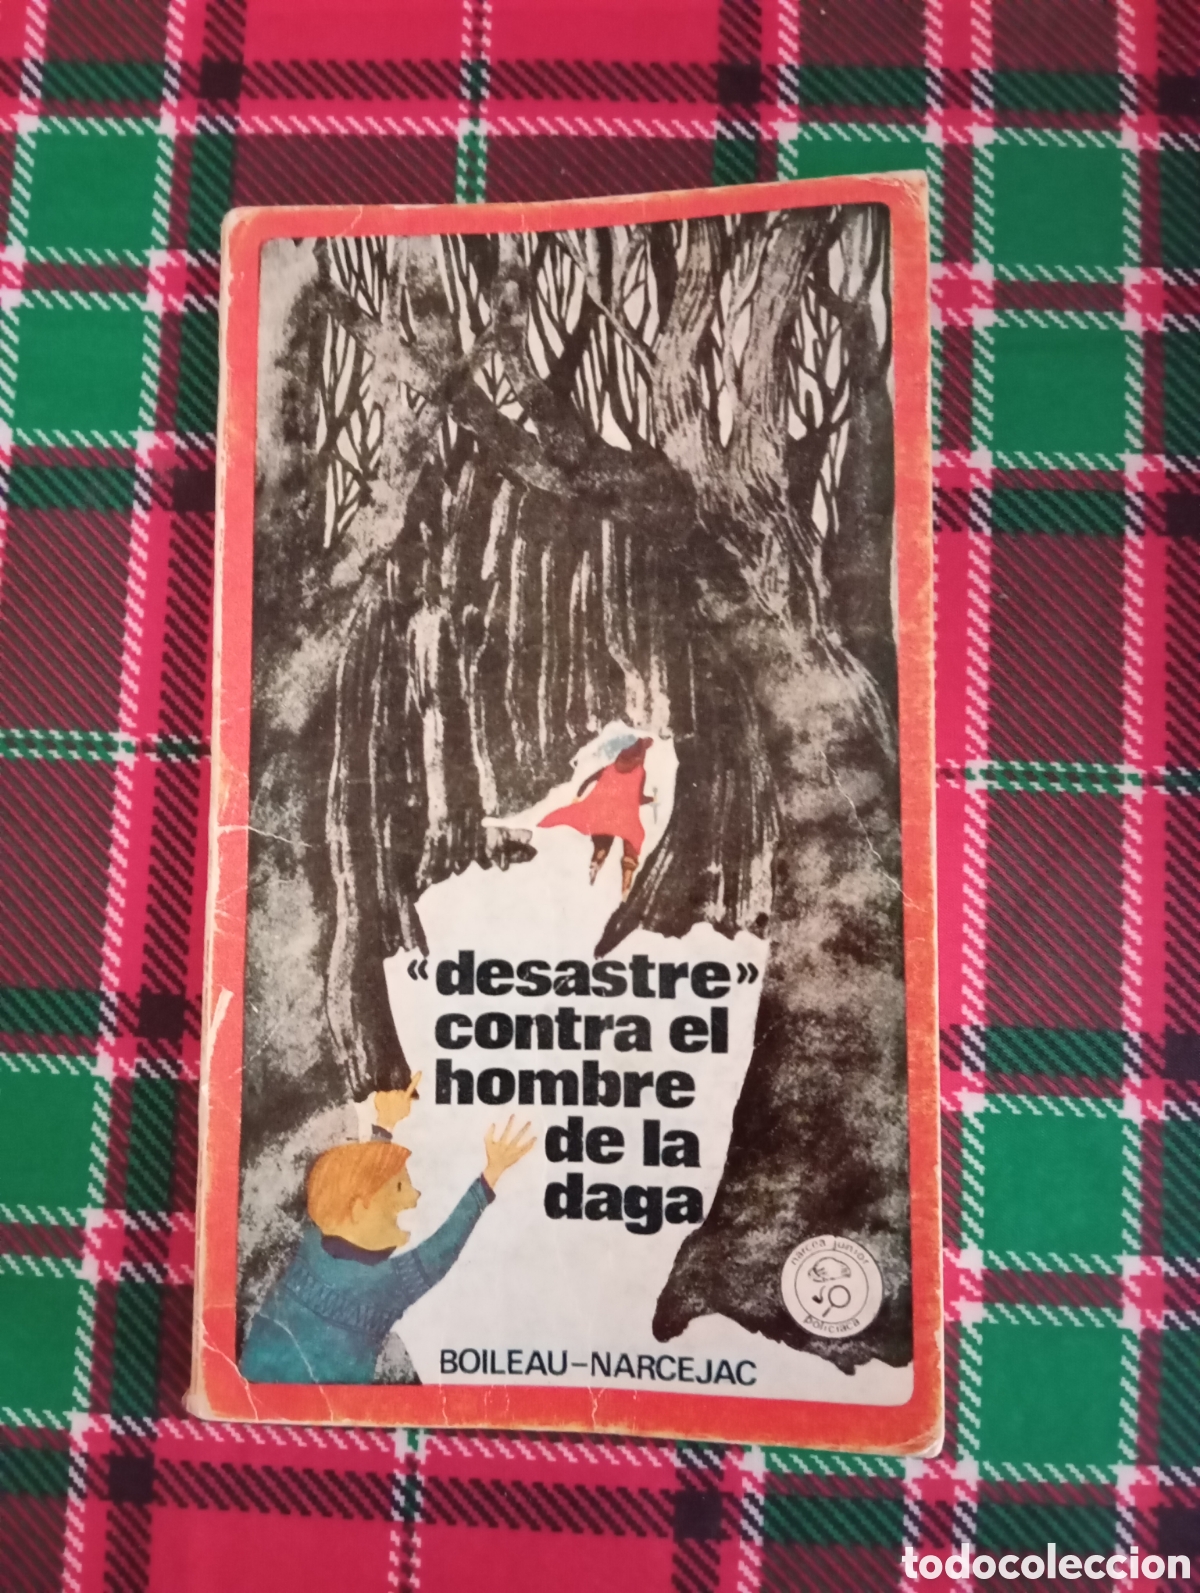 «desastre»
contra el
hombre
de la
daga
narcea junior
policiaca
BOILEAU-NARCEJAC
todocoleccion